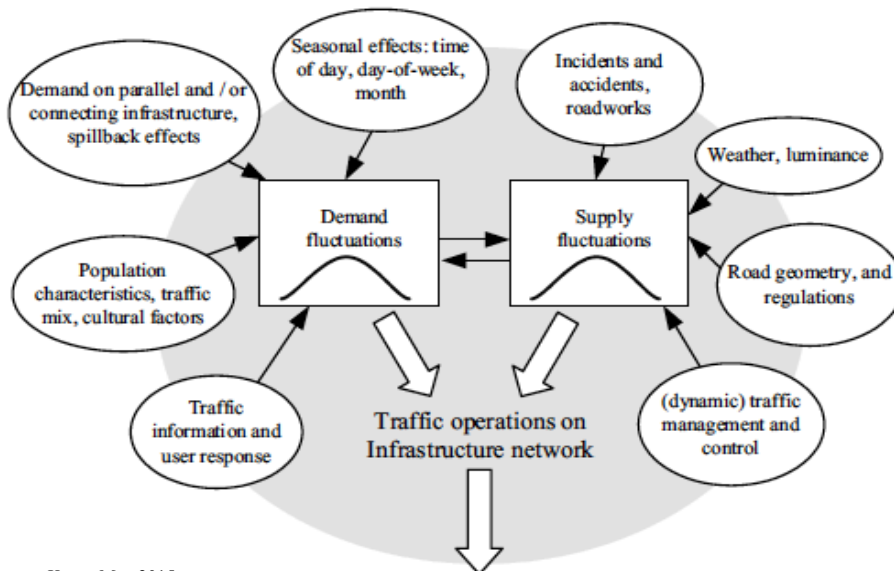 Seasonal effects: time
of day, day-of-week,
month
Incidents and
accidents,
roadworks
Demand on parallel and / or
connecting infrastructure,
spillback effects
Weather, luminance
Demand
fluctuations
Supply
fluctuations
Population
characteristics, traffic
mix, cultural factors
Road geometry, and
regulations
Traffic
information and
user response
(dynamic) traffic
management and
control
Traffic operations on
Infrastructure network